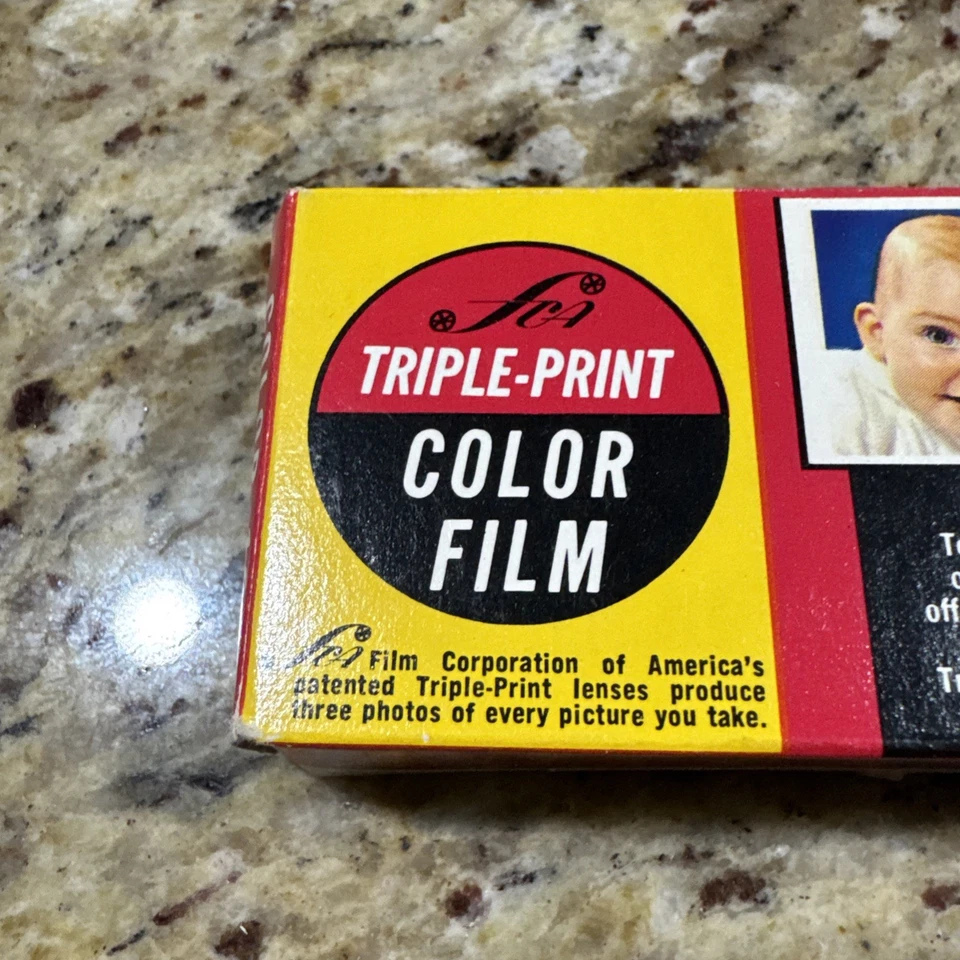 FCA
TRIPLE-PRINT
COLOR
FILM
FCA Film Corporation of America's
patented Triple-Print lenses produce
three photos of every picture you take.
off